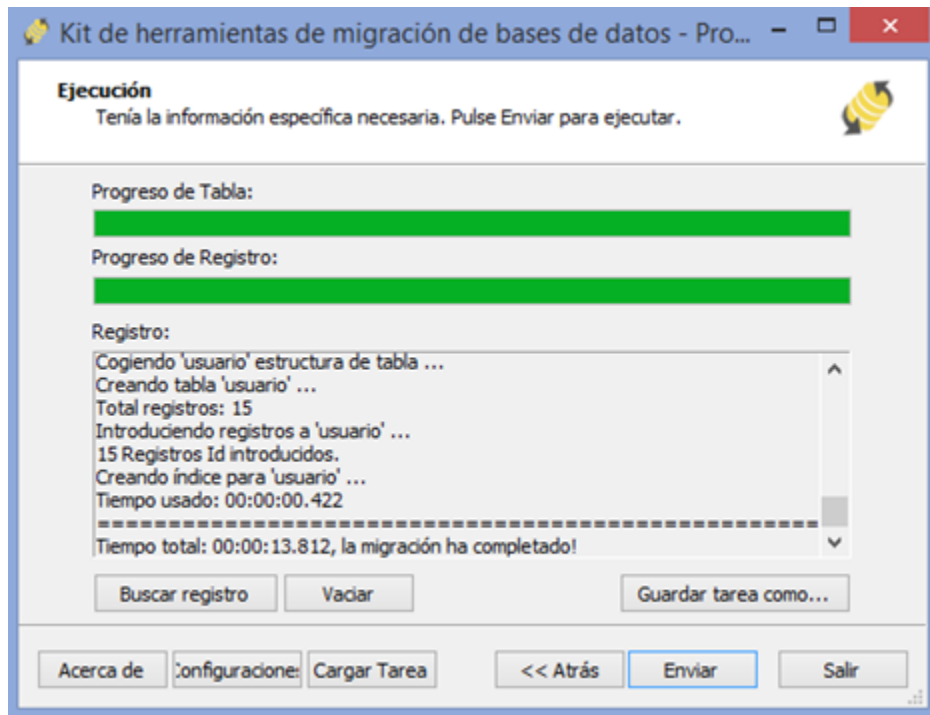 Kit de herramientas de migración de bases de datos - Pro...
Ejecución
Tenía la información específica necesaria. Pulse Enviar para ejecutar.
Progreso de Tabla:
Progreso de Registro:
Registro:
Cogiendo 'usuario' estructura de tabla ...
Creando tabla 'usuario' ...
Total registros: 15
Introduciendo registros a 'usuario' ...
15 Registros Id introducidos.
Creando índice para 'usuario' ...
Tiempo usado: 00:00:00.422
==================================================
Tiempo total: 00:00:13.812, la migración ha completado!
Buscar registro Vaciar Guardar tarea como...
Acerca de Configuraciones Cargar Tarea << Atrás Enviar Salir